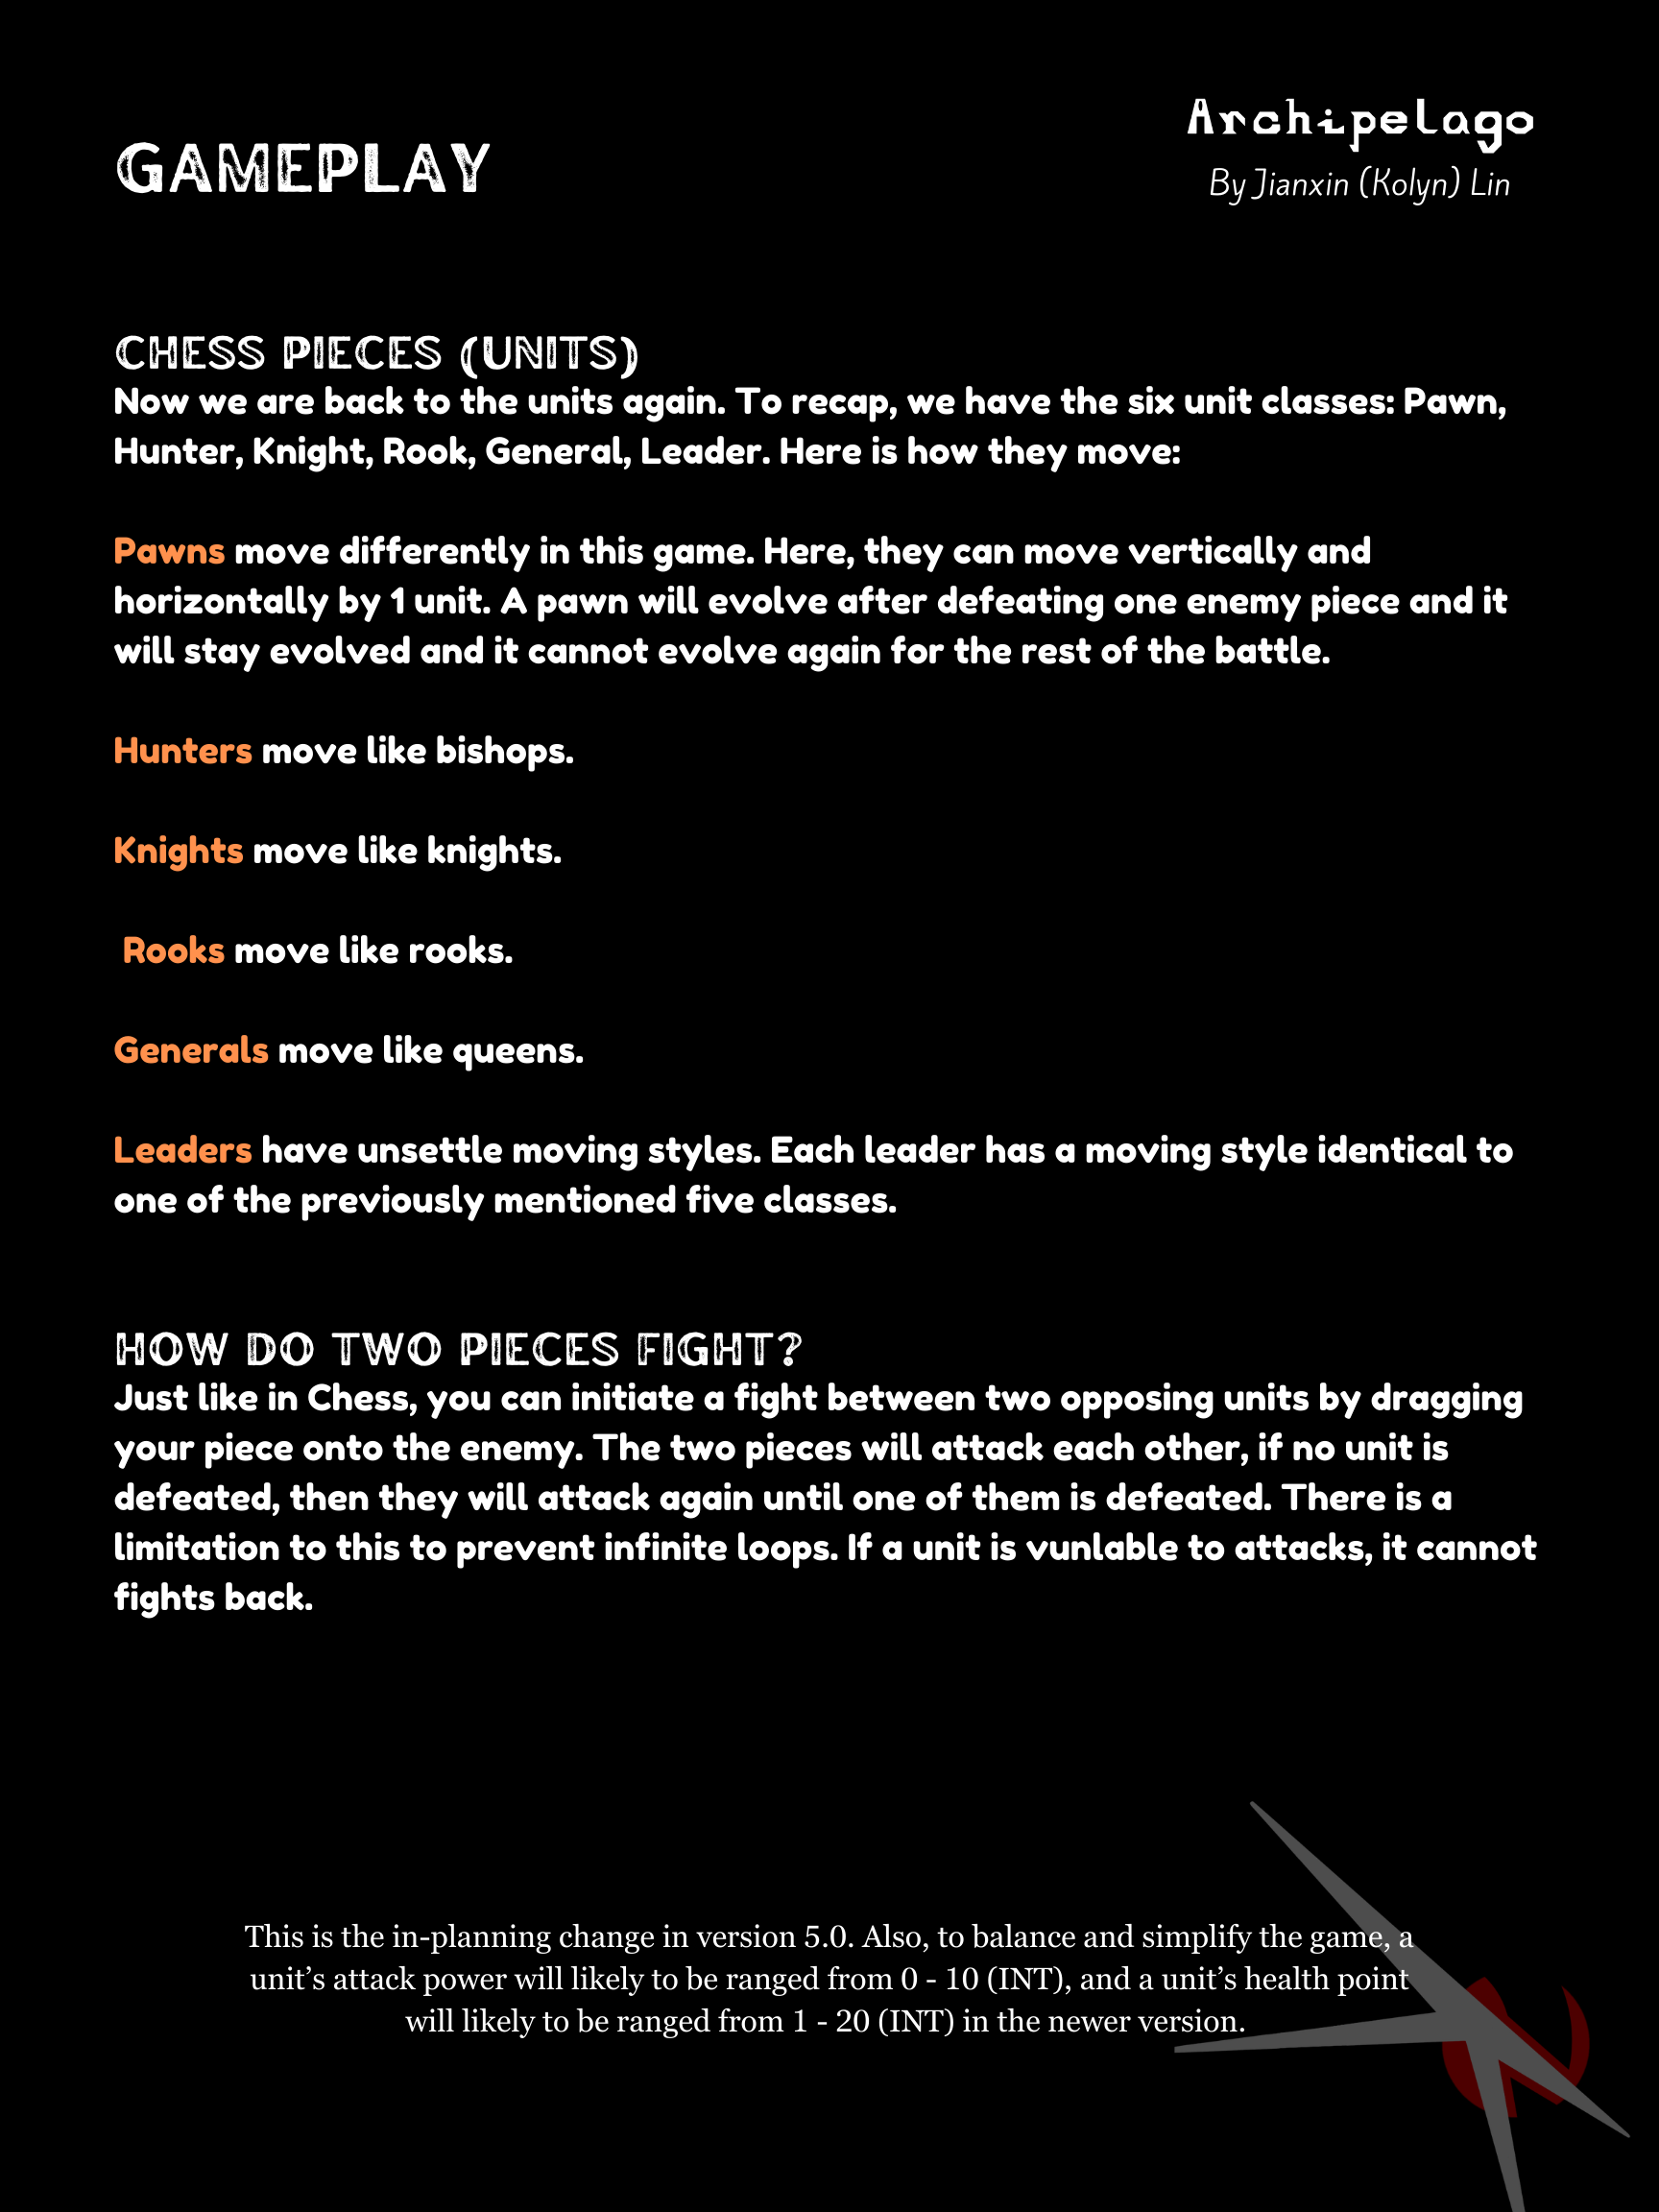 GAMEPLAY
Archipelago
By Jianxin (Kolyn) Lin
CHESS PIECES (UNITS)
Now we are back to the units again. To recap, we have the six unit classes: Pawn,
Hunter, Knight, Rook, General, Leader. Here is how they move:
Pawns move differently in this game. Here, they can move vertically and
horizontally by 1 unit. A pawn will evolve after defeating one enemy piece and it
will stay evolved and it cannot evolve again for the rest of the battle.
Hunters move like bishops.
Knights move like knights.
Rooks move like rooks.
Generals move like queens.
Leaders have unsettle moving styles. Each leader has a moving style identical to
one of the previously mentioned five classes.
HOW DO TWO PIECES FIGHT?
Just like in Chess, you can initiate a fight between two opposing units by dragging
your piece onto the enemy. The two pieces will attack each other, if no unit is
defeated, then they will attack again until one of them is defeated. There is a
limitation to this to prevent infinite loops. If a unit is vunlable to attacks, it cannot
fights back.
This is the in-planning change in version 5.0. Also, to balance and simplify the game, a
unit’s attack power will likely to be ranged from 0 - 10 (INT), and a unit’s health point
will likely to be ranged from 1 - 20 (INT) in the newer version.